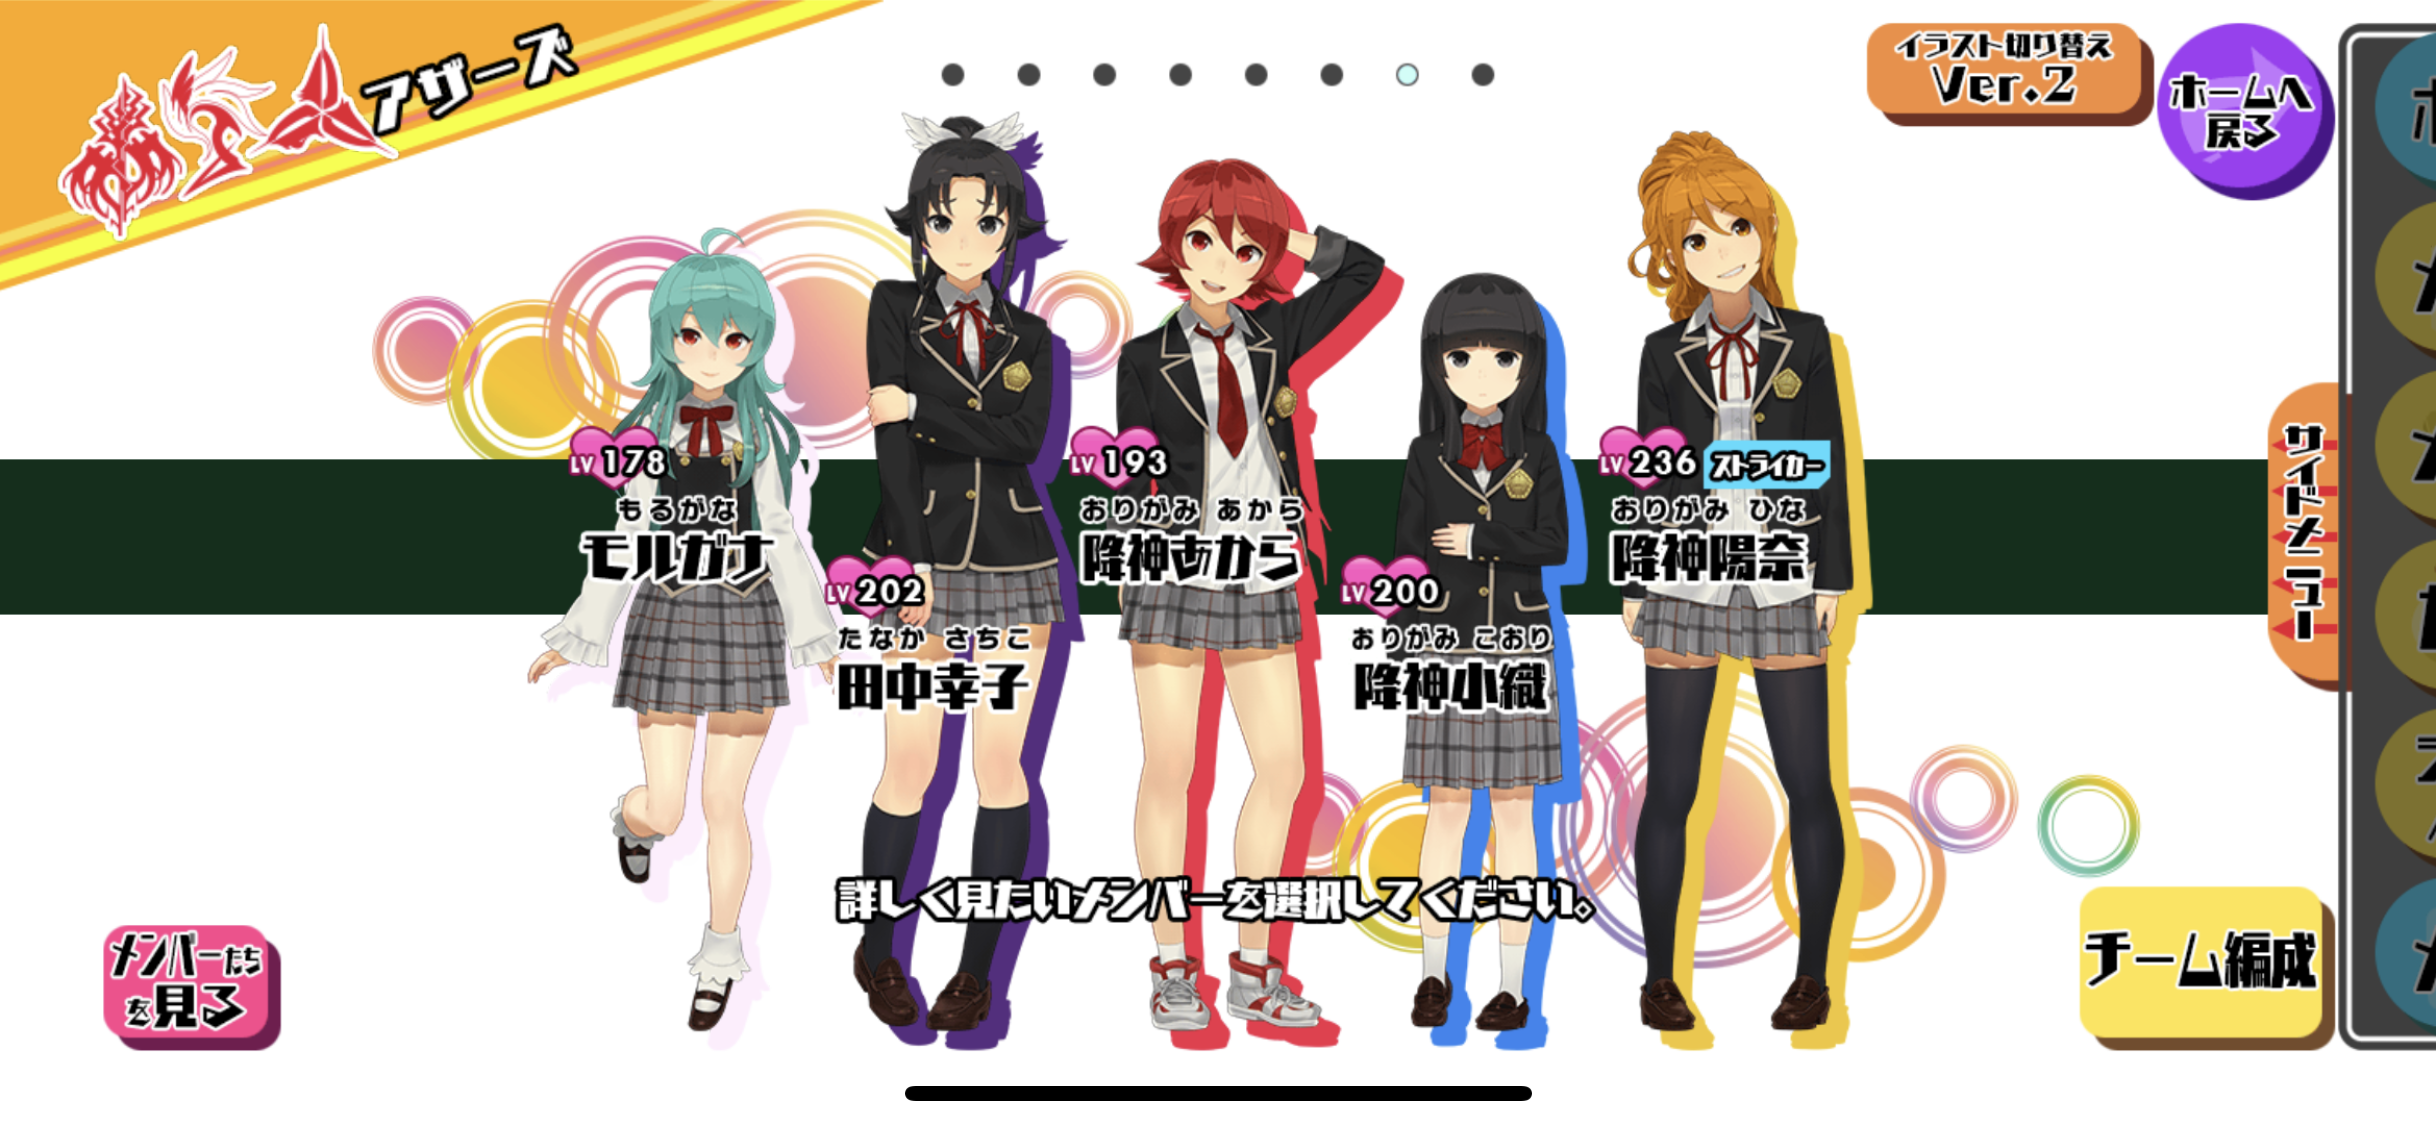 アザーズ
イラスト切り替え
Ver.2
ホームへ
戻る
サイドメニュー
LV 178
もるがな
モルガナ
LV 202
たなか さちこ
田中幸子
LV 193
おりがみ あから
降神あから
LV 200
おりがみ こおり
降神小織
LV 236 ストライカー
おりがみ ひな
降神陽奈
詳しく見たいメンバーを選択してください。
メンバーたち
を見る
チーム編成